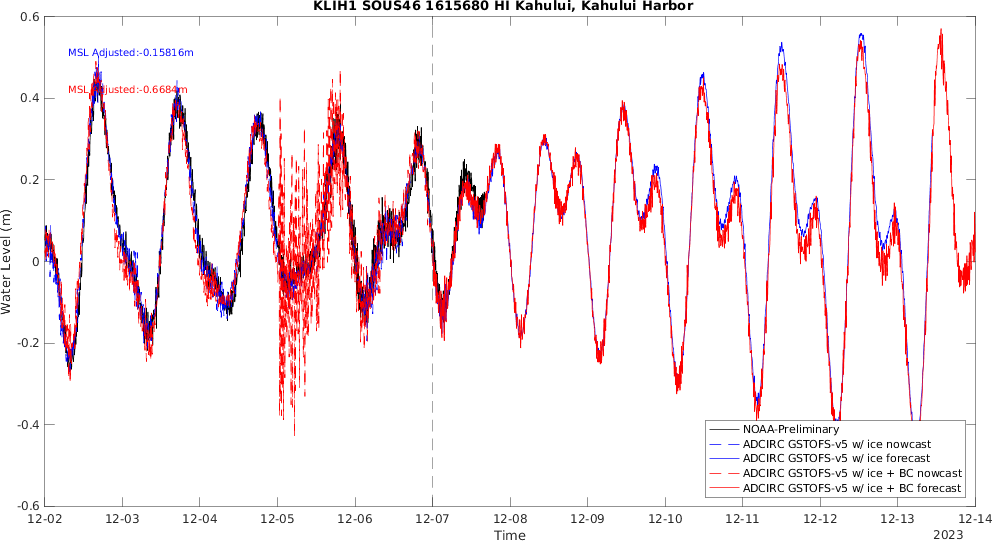 KLIH1 SOUS46 1615680 HI Kahului, Kahului Harbor
0.6
MSL Adjusted:-0.15816m
MSL Adjusted:-0.6684m
0.4
0.2
0
-0.2
-0.4
-0.6
Water Level (m)
NOAA-Preliminary
ADCIRC GSTOFS-v5 w/ ice nowcast
ADCIRC GSTOFS-v5 w/ ice forecast
ADCIRC GSTOFS-v5 w/ ice + BC nowcast
ADCIRC GSTOFS-v5 w/ ice + BC forecast
12-02 12-03 12-04 12-05 12-06 12-07 12-08 12-09 12-10 12-11 12-12 12-13 12-14
Time
2023